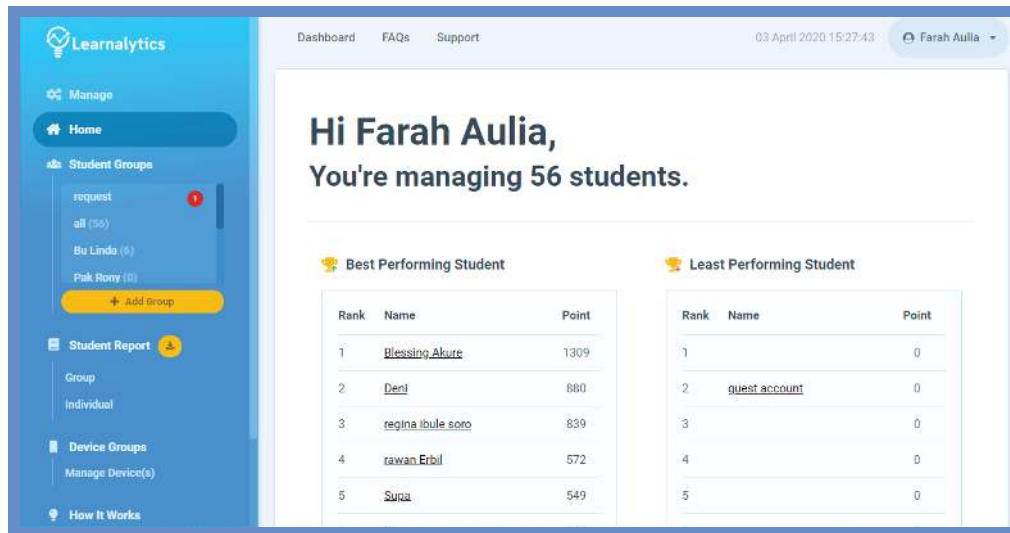 Learnalytics
Dashboard FAQs Support 03 April 2020 15:27:43 Farah Aulia
Manage
Home
Student Groups
request 1
all (56)
Bu Linda (6)
Pak Rony (0)
+ Add Group
Student Report
Group
Individual
Device Groups
Manage Device(s)
How It Works
Hi Farah Aulia,
You're managing 56 students.
Best Performing Student
Rank Name Point
1 Blessing Akure 1309
2 Deni 880
3 regina ibule soro 839
4 rawan Erbil 572
5 Supa 549
Least Performing Student
Rank Name Point
1 0
2 guest account 0
3 0
4 0
5 0